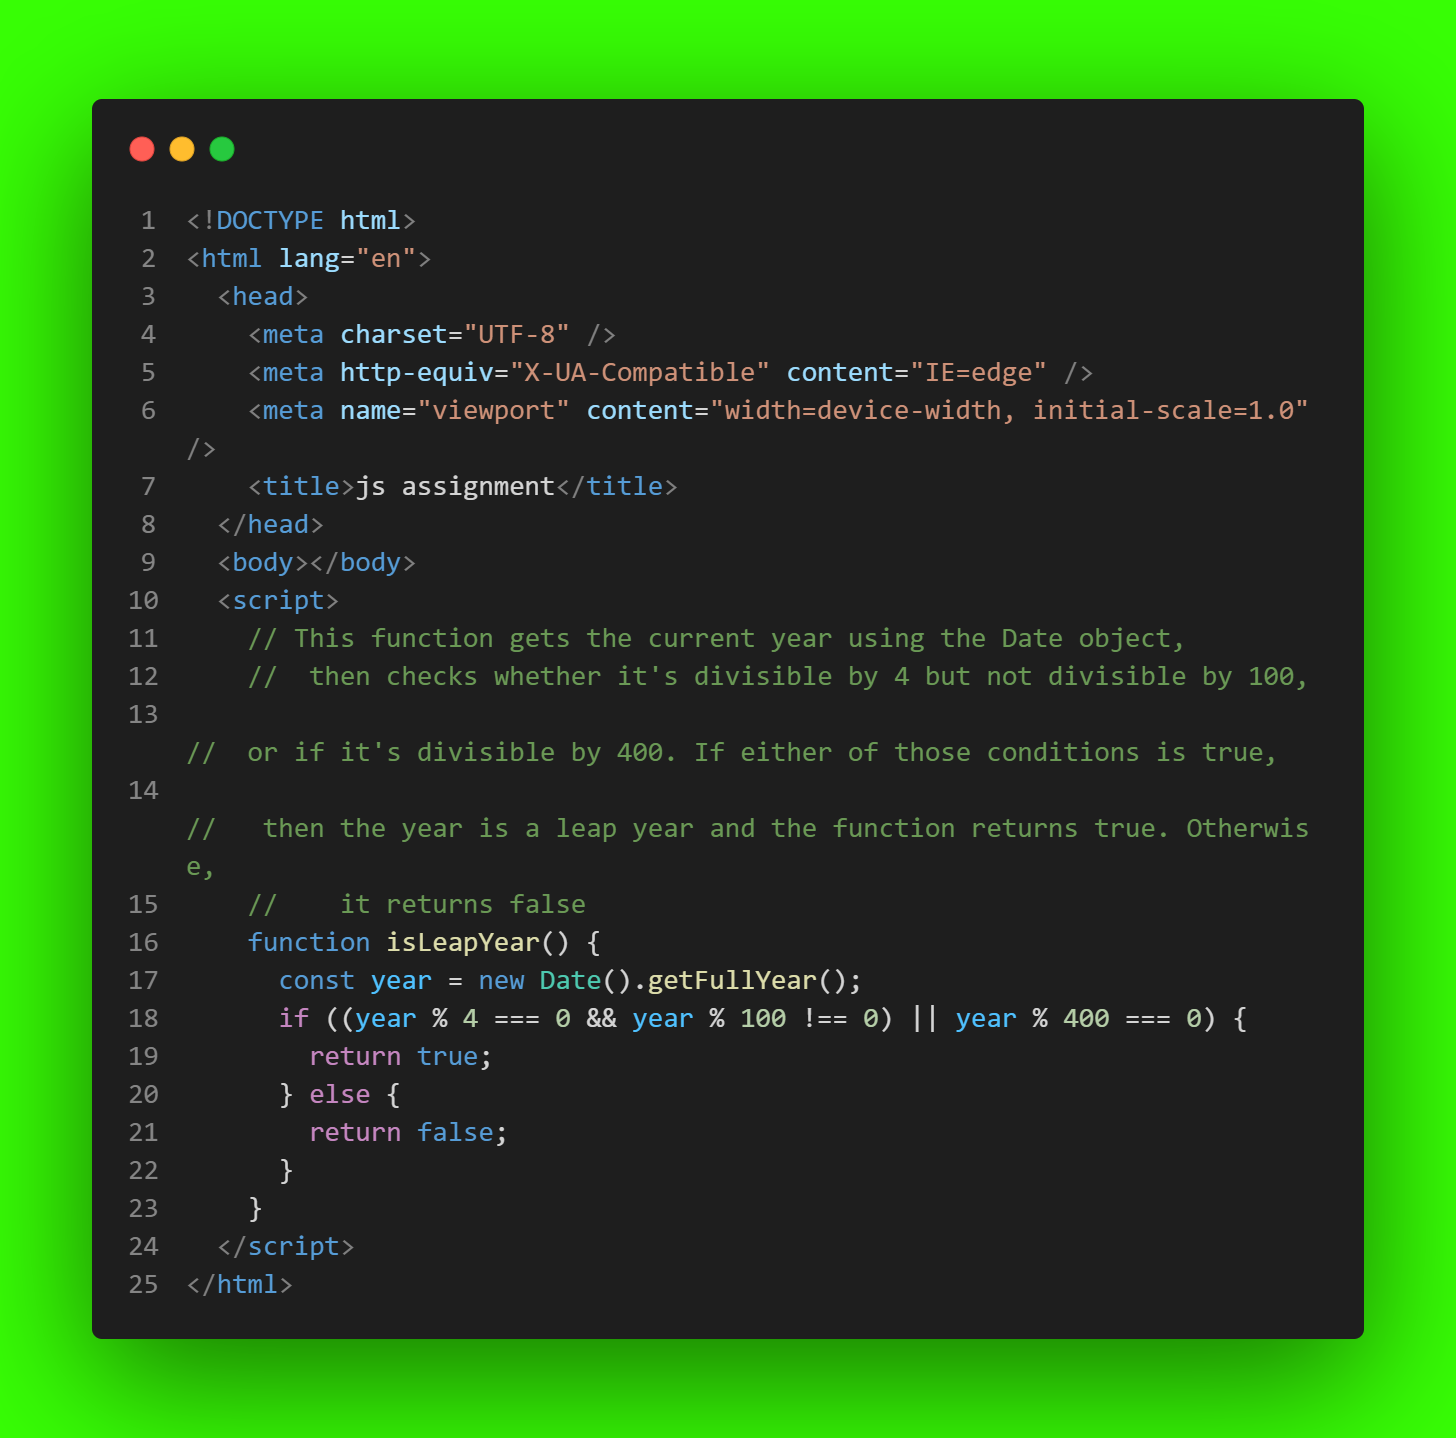 1 <!DOCTYPE html>
2 <html lang="en">
3   <head>
4     <meta charset="UTF-8" />
5     <meta http-equiv="X-UA-Compatible" content="IE=edge" />
6     <meta name="viewport" content="width=device-width, initial-scale=1.0"
/>
7     <title>js assignment</title>
8   </head>
9   <body></body>
10   <script>
11     // This function gets the current year using the Date object,
12     //  then checks whether it's divisible by 4 but not divisible by 100,
13
//  or if it's divisible by 400. If either of those conditions is true,
14
//   then the year is a leap year and the function returns true. Otherwis
e,
15     //    it returns false
16     function isLeapYear() {
17       const year = new Date().getFullYear();
18       if ((year % 4 === 0 && year % 100 !== 0) || year % 400 === 0) {
19         return true;
20       } else {
21         return false;
22       }
23     }
24   </script>
25 </html>